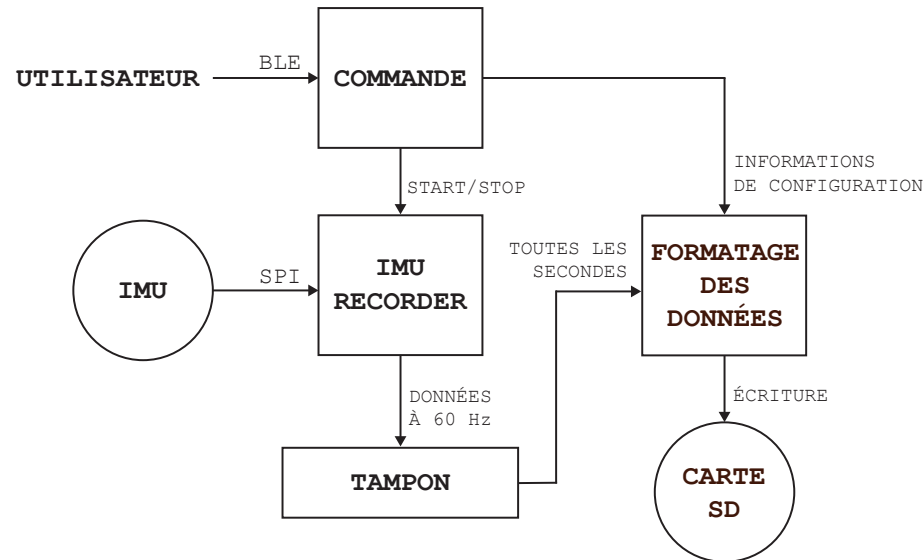 BLE
UTILISATEUR
COMMANDE
INFORMATIONS
DE CONFIGURATION
START/STOP
TOUTES LES
SECONDES
FORMATAGE
DES
DONNÉES
IMU
SPI
IMU
RECORDER
DONNÉES
À 60 Hz
ÉCRITURE
TAMPON
CARTE
SD